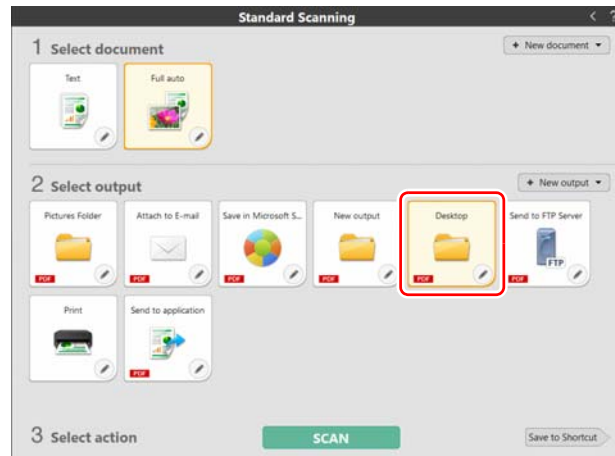 Standard Scanning < ?
1 Select document
+ New document
Text
Full auto
2 Select output
+ New output
Pictures Folder
Attach to E-mail
Save in Microsoft S...
New output
Desktop
Send to FTP Server
PDF
PDF
PDF
PDF
PDF
PDF
FTP
Print
Send to application
PDF
3 Select action
SCAN
Save to Shortcut